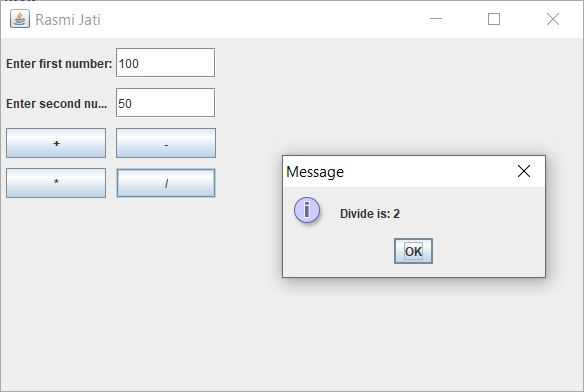 Rasmi Jati
Enter first number: 100
Enter second nu... 50
+ -
* /
Message
Divide is: 2
OK